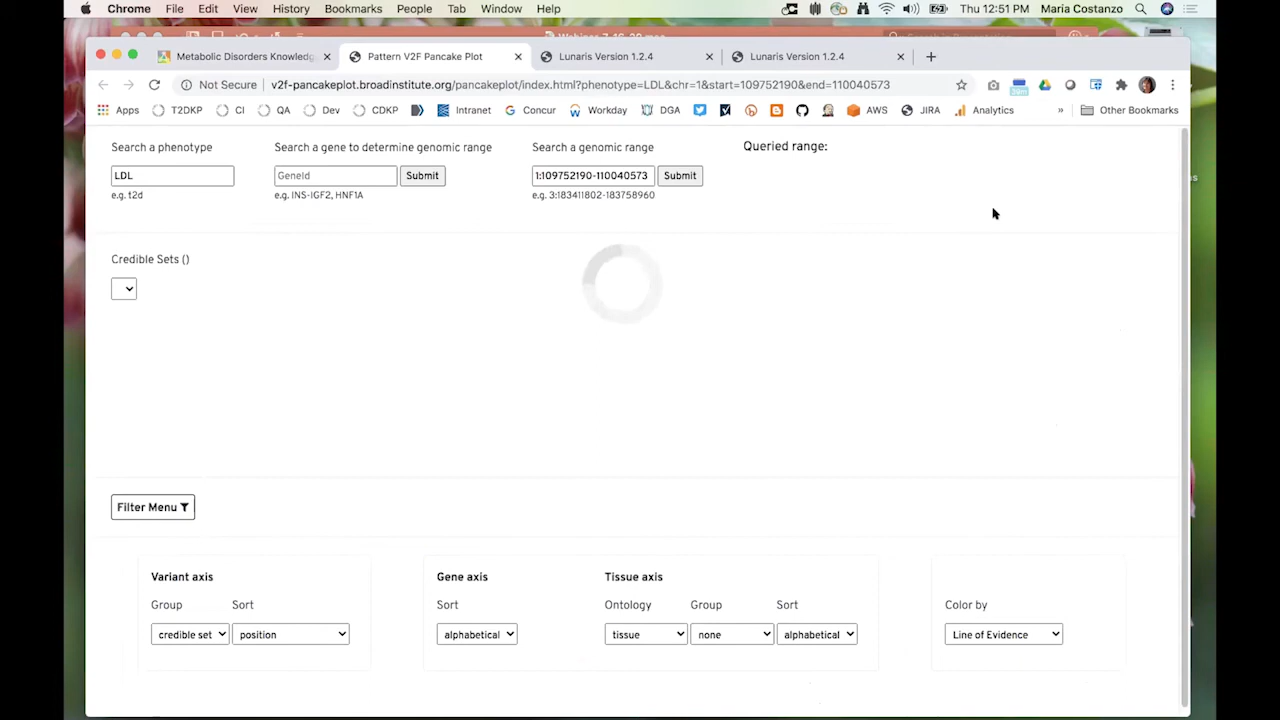 Chrome File Edit View History Bookmarks People Tab Window Help Thu 12:51 PM Maria Costanzo
Metabolic Disorders Knowledg
Pattern V2F Pancake Plot
Lunaris Version 1.2.4
Lunaris Version 1.2.4
Not Secure v2f-pancakeplot.broadinstitute.org/pancakeplot/index.html?phenotype=LDL&chr=1&start=109752190&end=110040573
Apps T2DKP CI QA Dev CDKP Intranet Concur Workday DGA AWS JIRA Analytics » Other Bookmarks
Search a phenotype Search a gene to determine genomic range Search a genomic range Queried range:
LDL GeneId Submit 1:109752190-110040573 Submit
e.g. t2d e.g. INS-IGF2, HNF1A e.g. 3:183411802-183758960
Credible Sets ()
Filter Menu
Variant axis Gene axis Tissue axis
Group Sort Sort Ontology Group Sort Color by
credible set position alphabetical tissue none alphabetical Line of Evidence